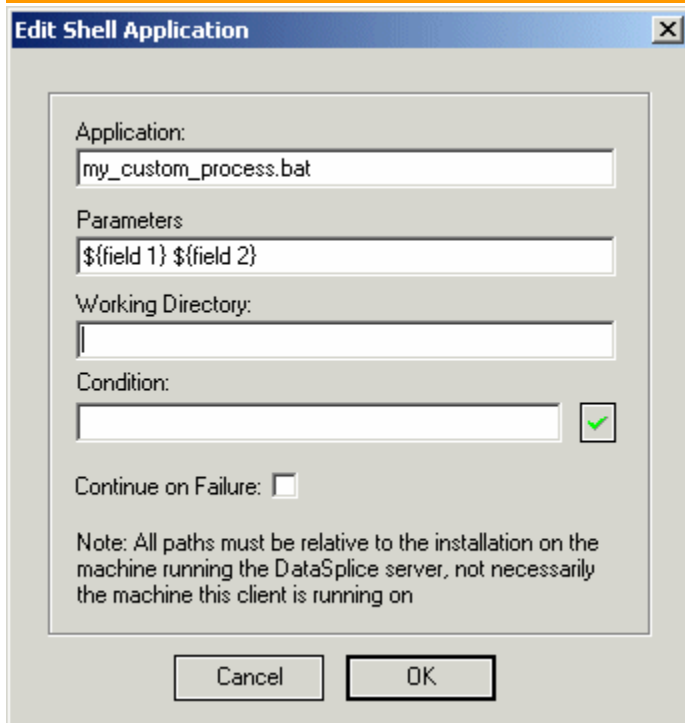 Edit Shell Application
Application:
my_custom_process.bat
Parameters
${field 1} ${field 2}
Working Directory:
Condition:
Continue on Failure:
Note: All paths must be relative to the installation on the
machine running the DataSplice server, not necessarily
the machine this client is running on
Cancel OK